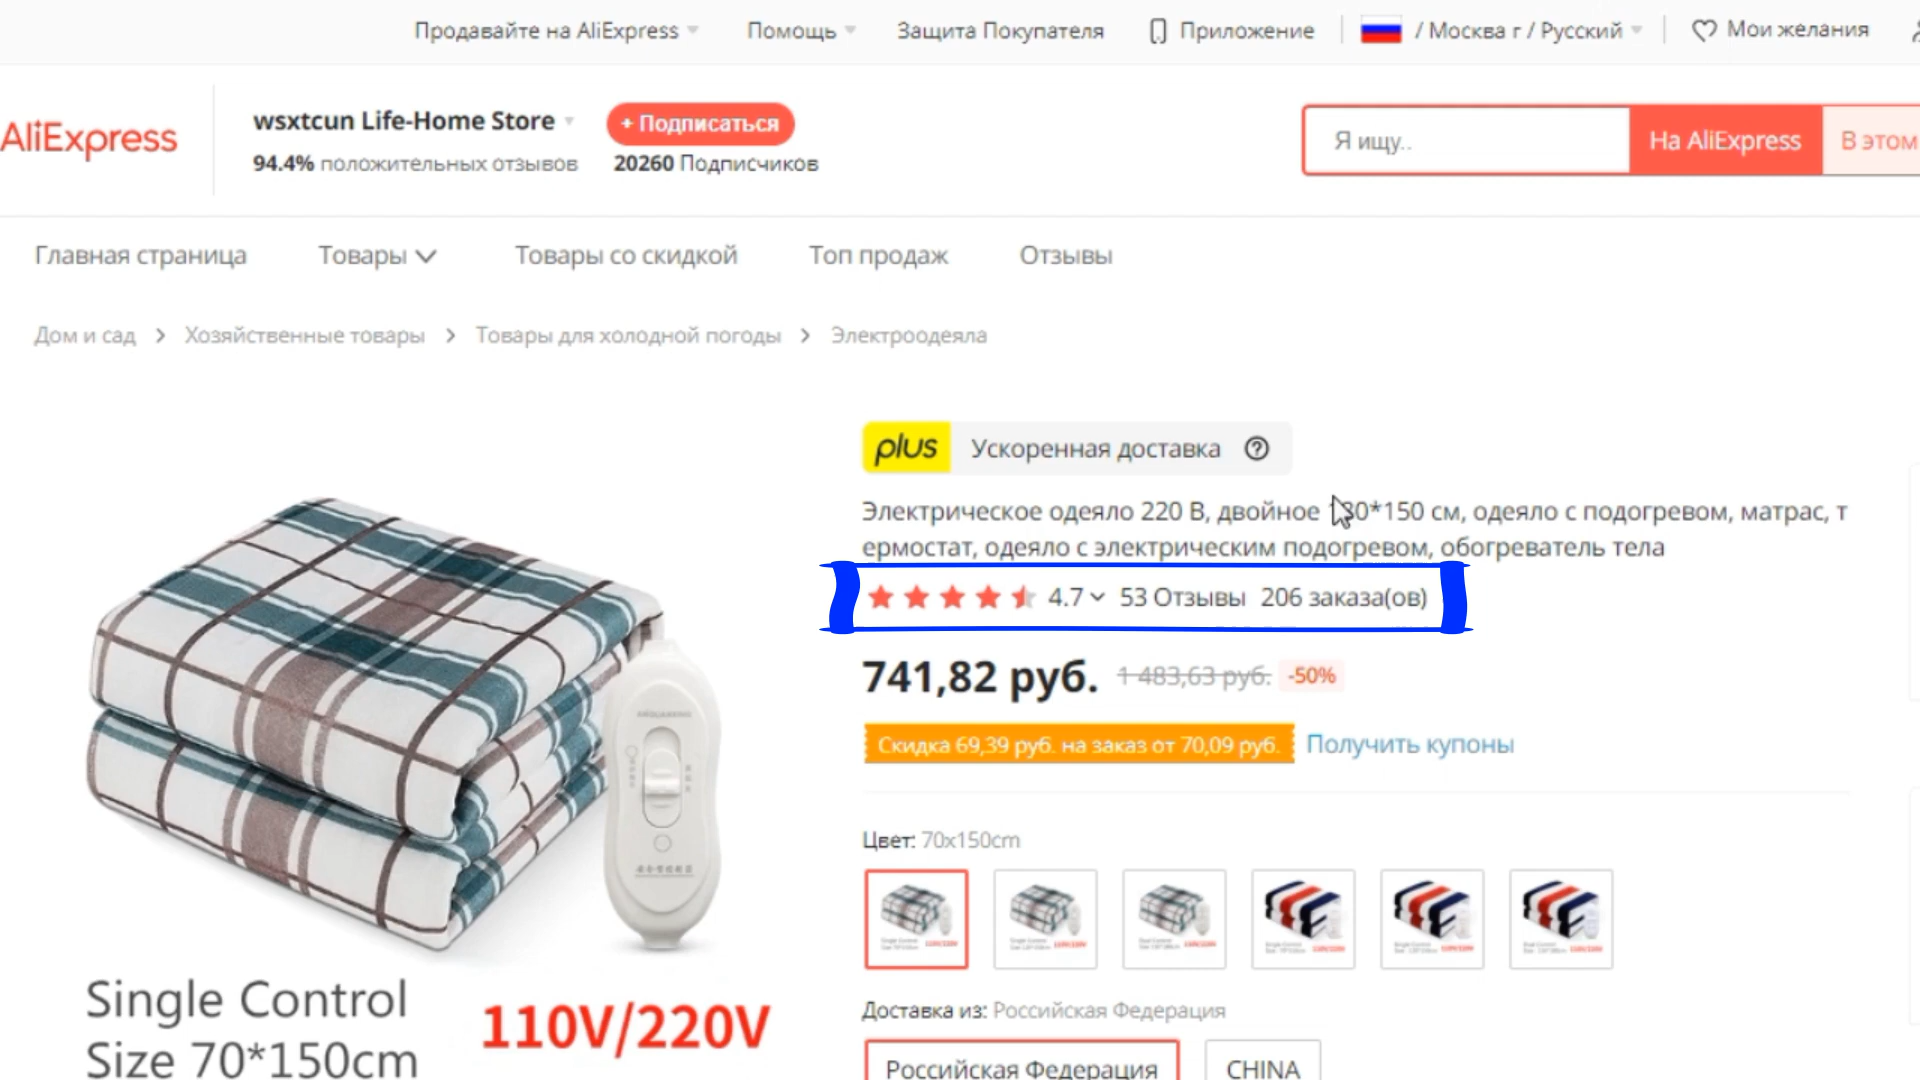 Продавайте на AliExpress Помощь Защита Покупателя Приложение / Москва г / Русский Мои желания
AliExpress
wsxtcun Life-Home Store + Подписаться
94.4% положительных отзывов 20260 Подписчиков
Я ищу.. На AliExpress В этом
Главная страница Товары Товары со скидкой Топ продаж Отзывы
Дом и сад > Хозяйственные товары > Товары для холодной погоды > Электроодеяла
plus Ускоренная доставка ?
Электрическое одеяло 220 В, двойное *150 см, одеяло с подогревом, матрас, т
ермостат, одеяло с электрическим подогревом, обогреватель тела
4.7 53 Отзывы 206 заказа(ов)
741,82 руб. 1 483,63 руб. -50%
Скидка 69,39 руб. на заказ от 70,09 руб. Получить купоны
Цвет: 70x150cm
Доставка из: Российская Федерация
Российская Федерация CHINA
Single Control
Size 70*150cm
110V/220V